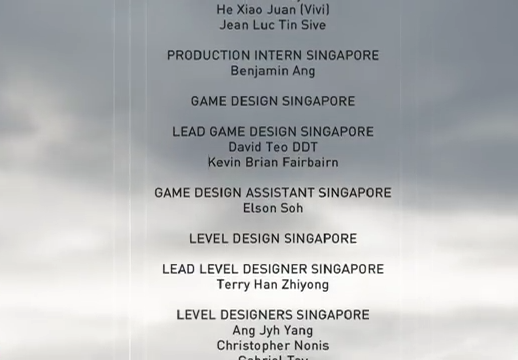 He Xiao Juan (Vivi)
Jean Luc Tin Sive
PRODUCTION INTERN SINGAPORE
Benjamin Ang
GAME DESIGN SINGAPORE
LEAD GAME DESIGN SINGAPORE
David Teo DDT
Kevin Brian Fairbairn
GAME DESIGN ASSISTANT SINGAPORE
Elson Soh
LEVEL DESIGN SINGAPORE
LEAD LEVEL DESIGNER SINGAPORE
Terry Han Zhiyong
LEVEL DESIGNERS SINGAPORE
Ang Jyh Yang
Christopher Nonis
Gabriel